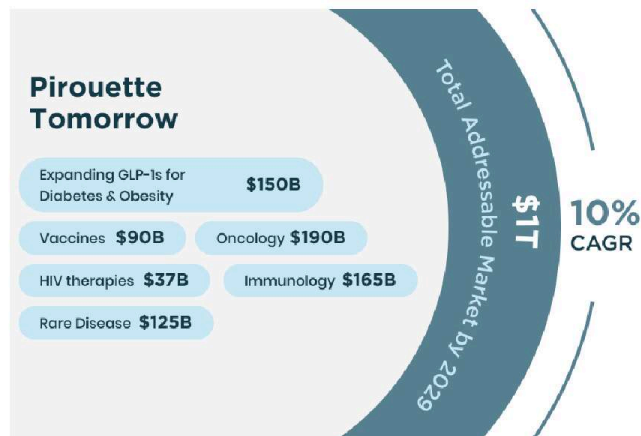 Pirouette
Tomorrow
Expanding GLP-1s for
Diabetes & Obesity
$150B
Vaccines $90B
Oncology $190B
HIV therapies $37B
Immunology $165B
Rare Disease $125B
Total Addressable Market by 2029
$1T
10%
CAGR